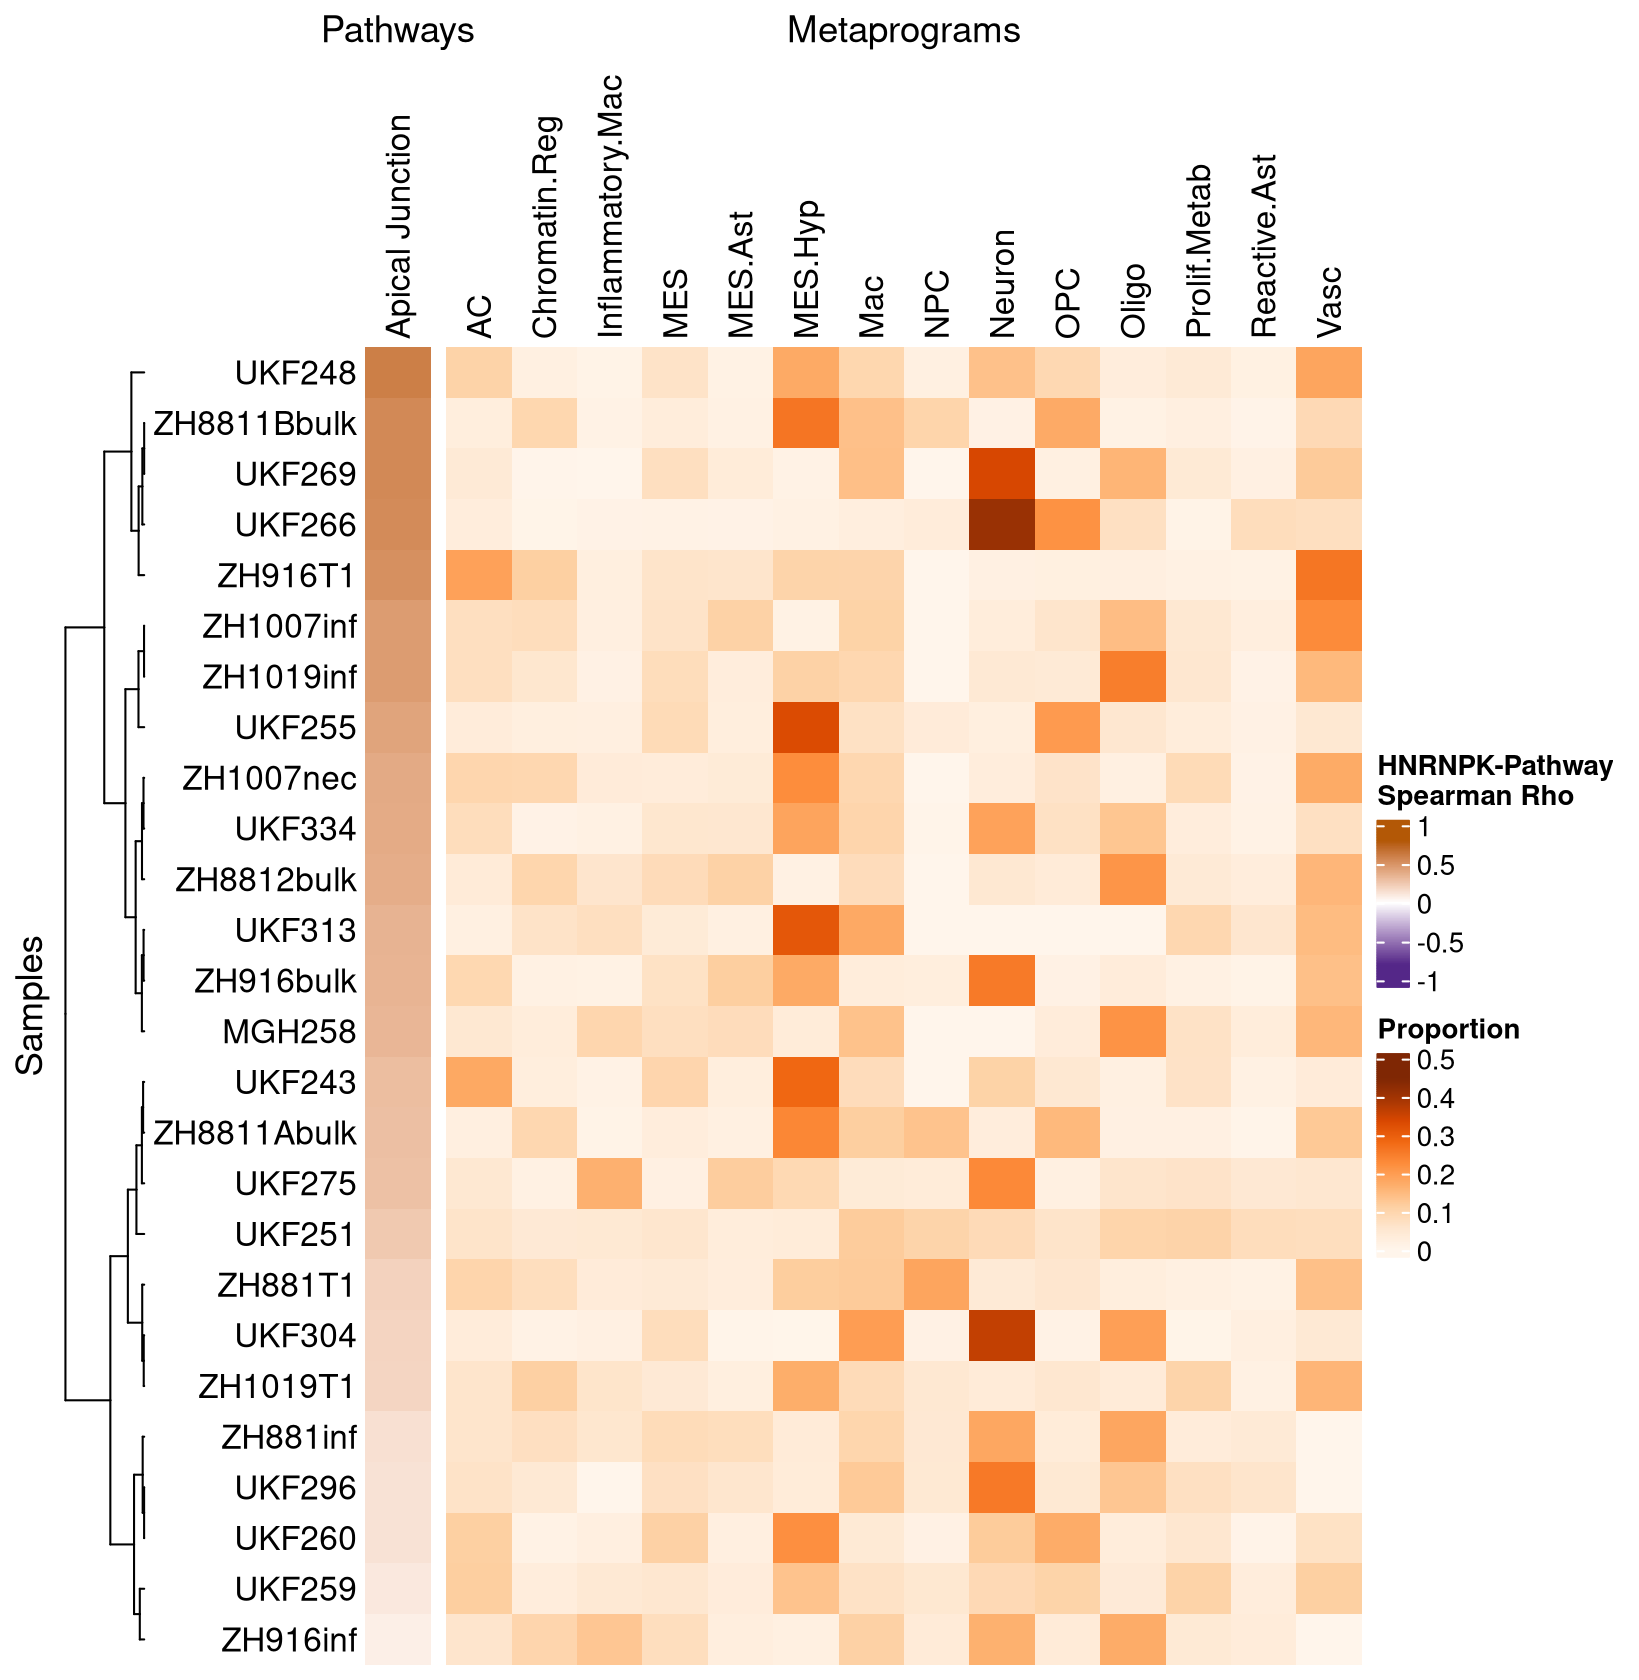 Pathways
Metaprograms
Apical Junction
AC
Chromatin.Reg
Inflammatory.Mac
MES
MES.Ast
MES.Hyp
Mac
NPC
Neuron
OPC
Oligo
Prolif.Metab
Reactive.Ast
Vasc
Samples
UKF248
ZH8811Bbulk
UKF269
UKF266
ZH916T1
ZH1007inf
ZH1019inf
UKF255
ZH1007nec
UKF334
ZH8812bulk
UKF313
ZH916bulk
MGH258
UKF243
ZH8811Abulk
UKF275
UKF251
ZH881T1
UKF304
ZH1019T1
ZH881inf
UKF296
UKF260
UKF259
ZH916inf
HNRNPK-Pathway
Spearman Rho
1
0.5
0
-0.5
-1
Proportion
0.5
0.4
0.3
0.2
0.1
0